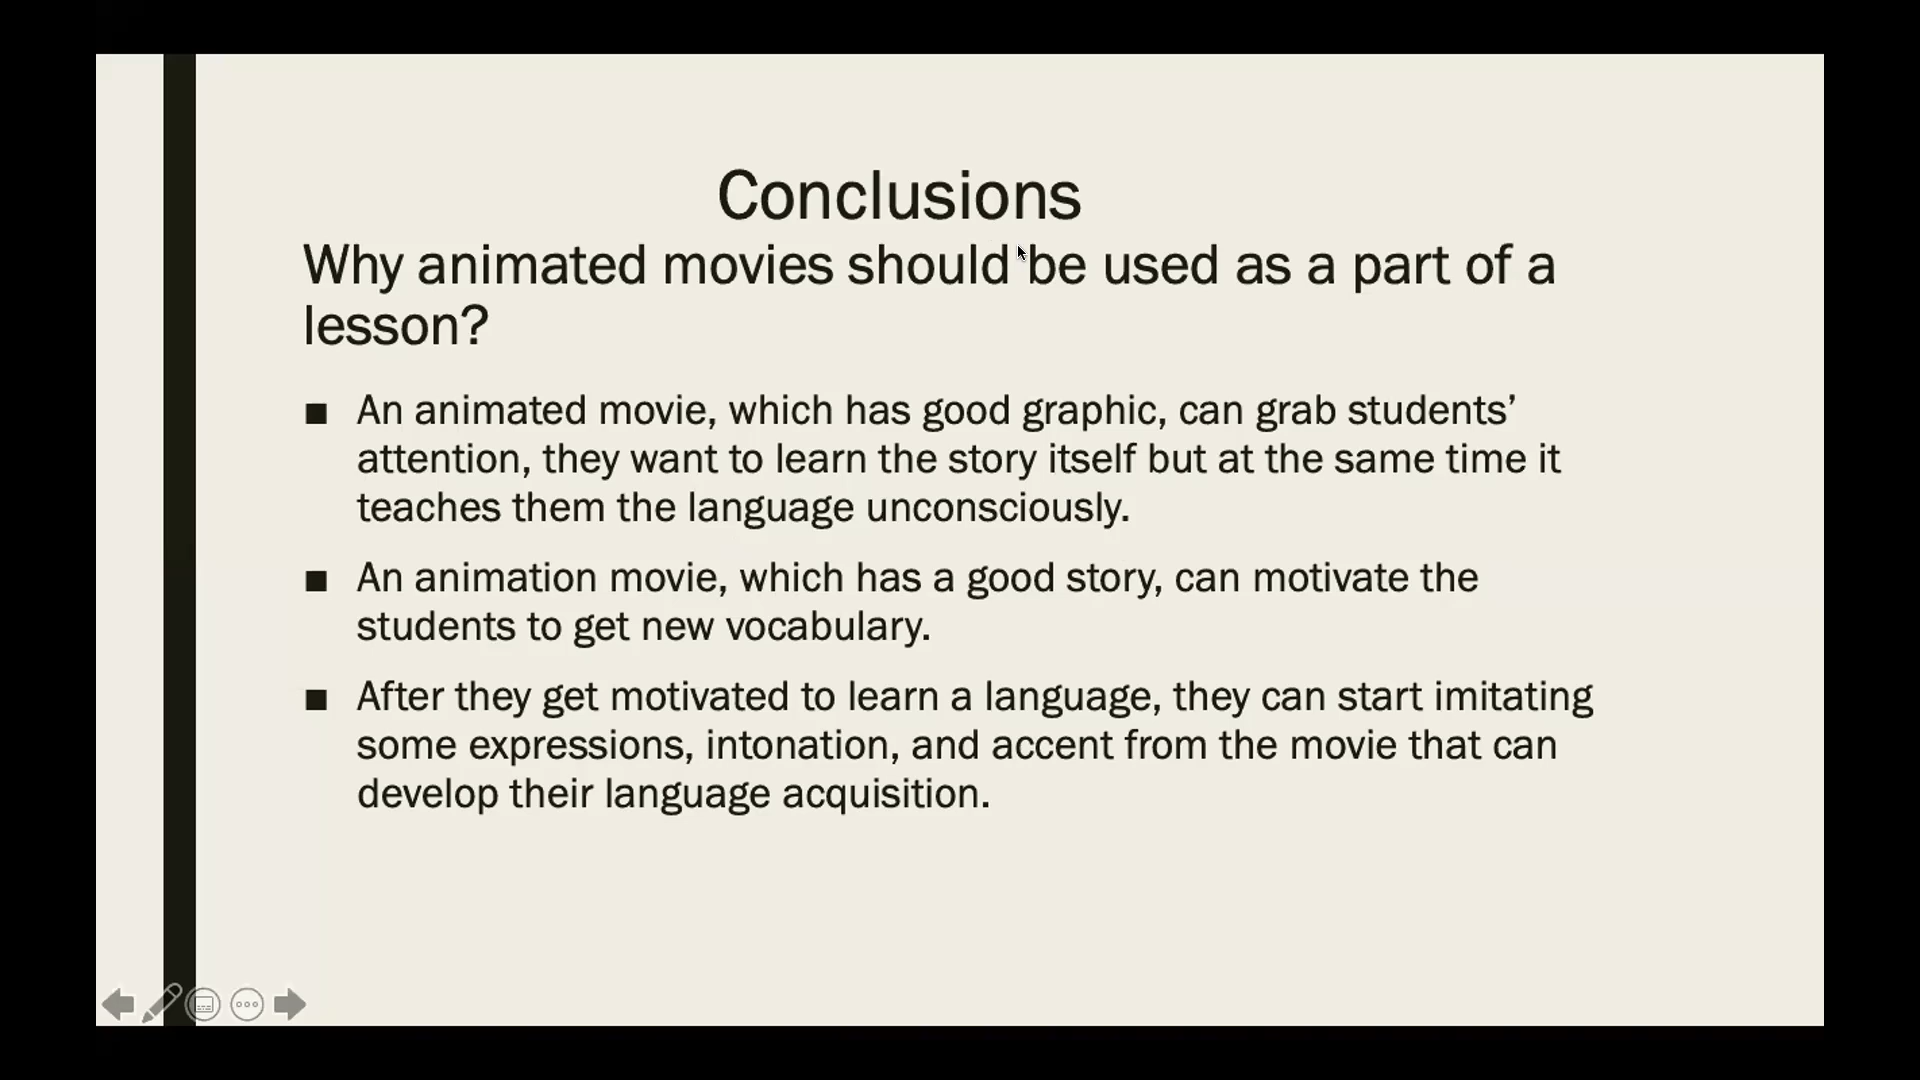 Conclusions
Why animated movies should be used as a part of a
lesson?
■ An animated movie, which has good graphic, can grab students’
attention, they want to learn the story itself but at the same time it
teaches them the language unconsciously.
■ An animation movie, which has a good story, can motivate the
students to get new vocabulary.
■ After they get motivated to learn a language, they can start imitating
some expressions, intonation, and accent from the movie that can
develop their language acquisition.